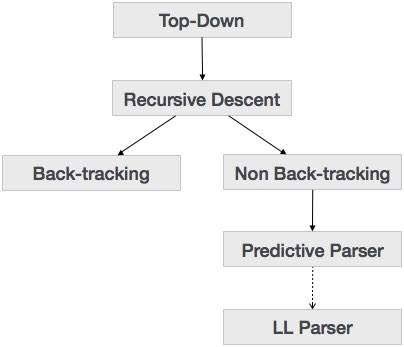 Top-Down
Recursive Descent
Back-tracking
Non Back-tracking
Predictive Parser
LL Parser